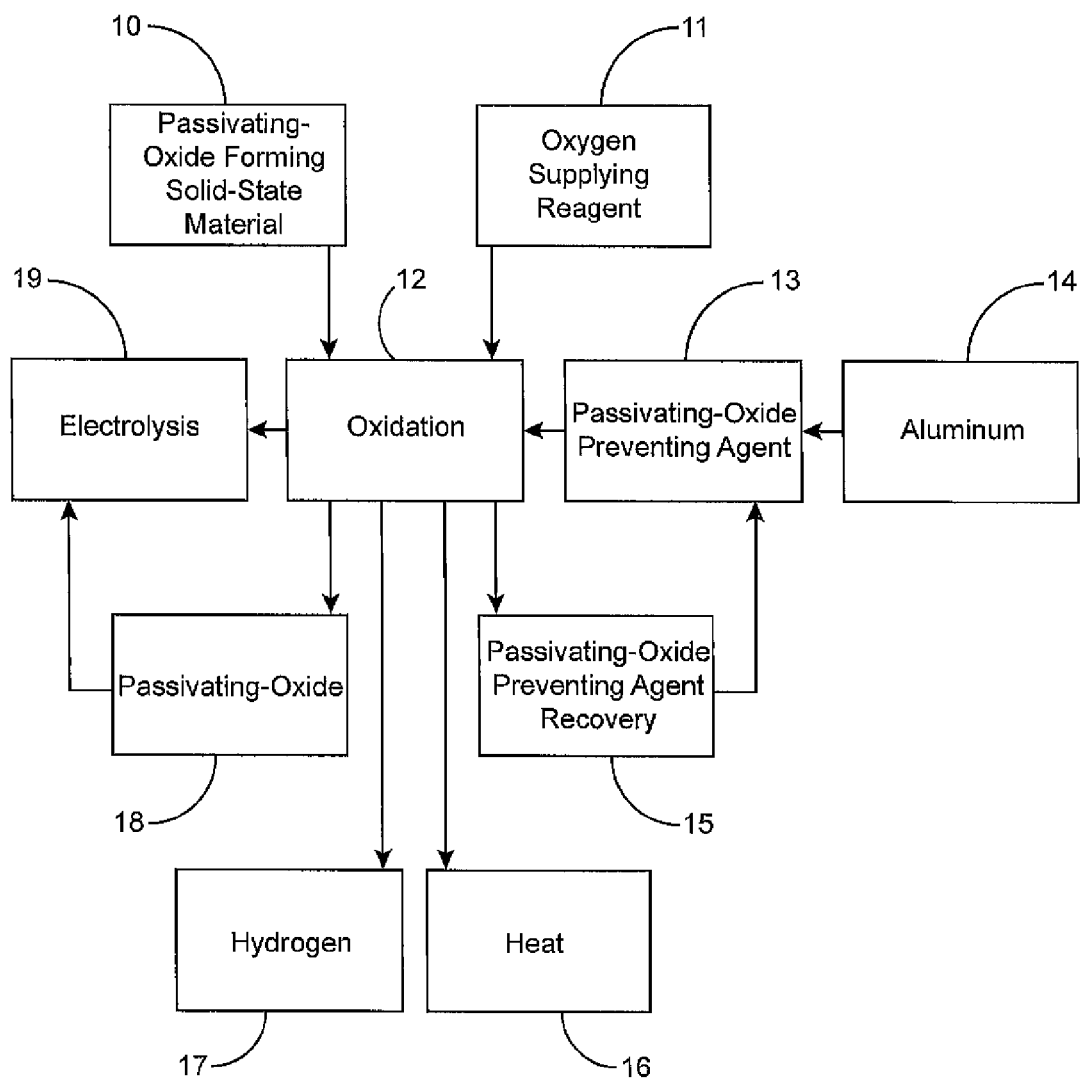 10
11
Passivating-
Oxide Forming
Solid-State
Material
Oxygen
Supplying
Reagent
19
12
13
14
Electrolysis
Oxidation
Passivating-Oxide
Preventing Agent
Aluminum
Passivating-Oxide
Passivating-Oxide
Preventing Agent
Recovery
18
15
Hydrogen
Heat
17
16